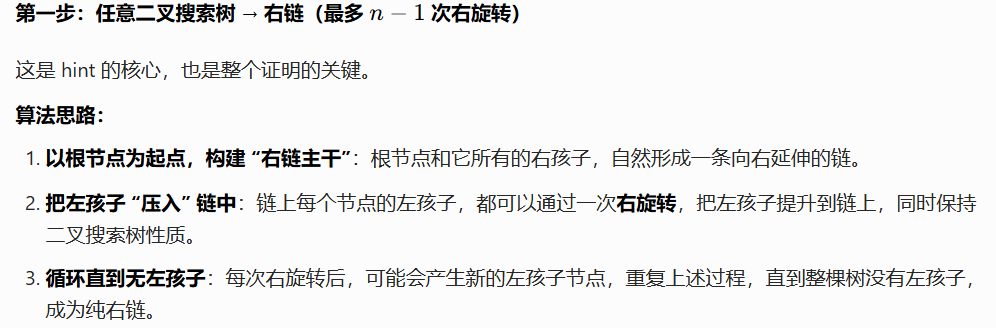 第一步：任意二叉搜索树 → 右链（最多 n − 1 次右旋转）
这是 hint 的核心，也是整个证明的关键。
算法思路：
1. 以根节点为起点，构建 “右链主干”：根节点和它所有的右孩子，自然形成一条向右延伸的链。
2. 把左孩子 “压入” 链中：链上每个节点的左孩子，都可以通过一次右旋转，把左孩子提升到链上，同时保持
二叉搜索树性质。
3. 循环直到无左孩子：每次右旋转后，可能会产生新的左孩子节点，重复上述过程，直到整棵树没有左孩子，
成为纯右链。